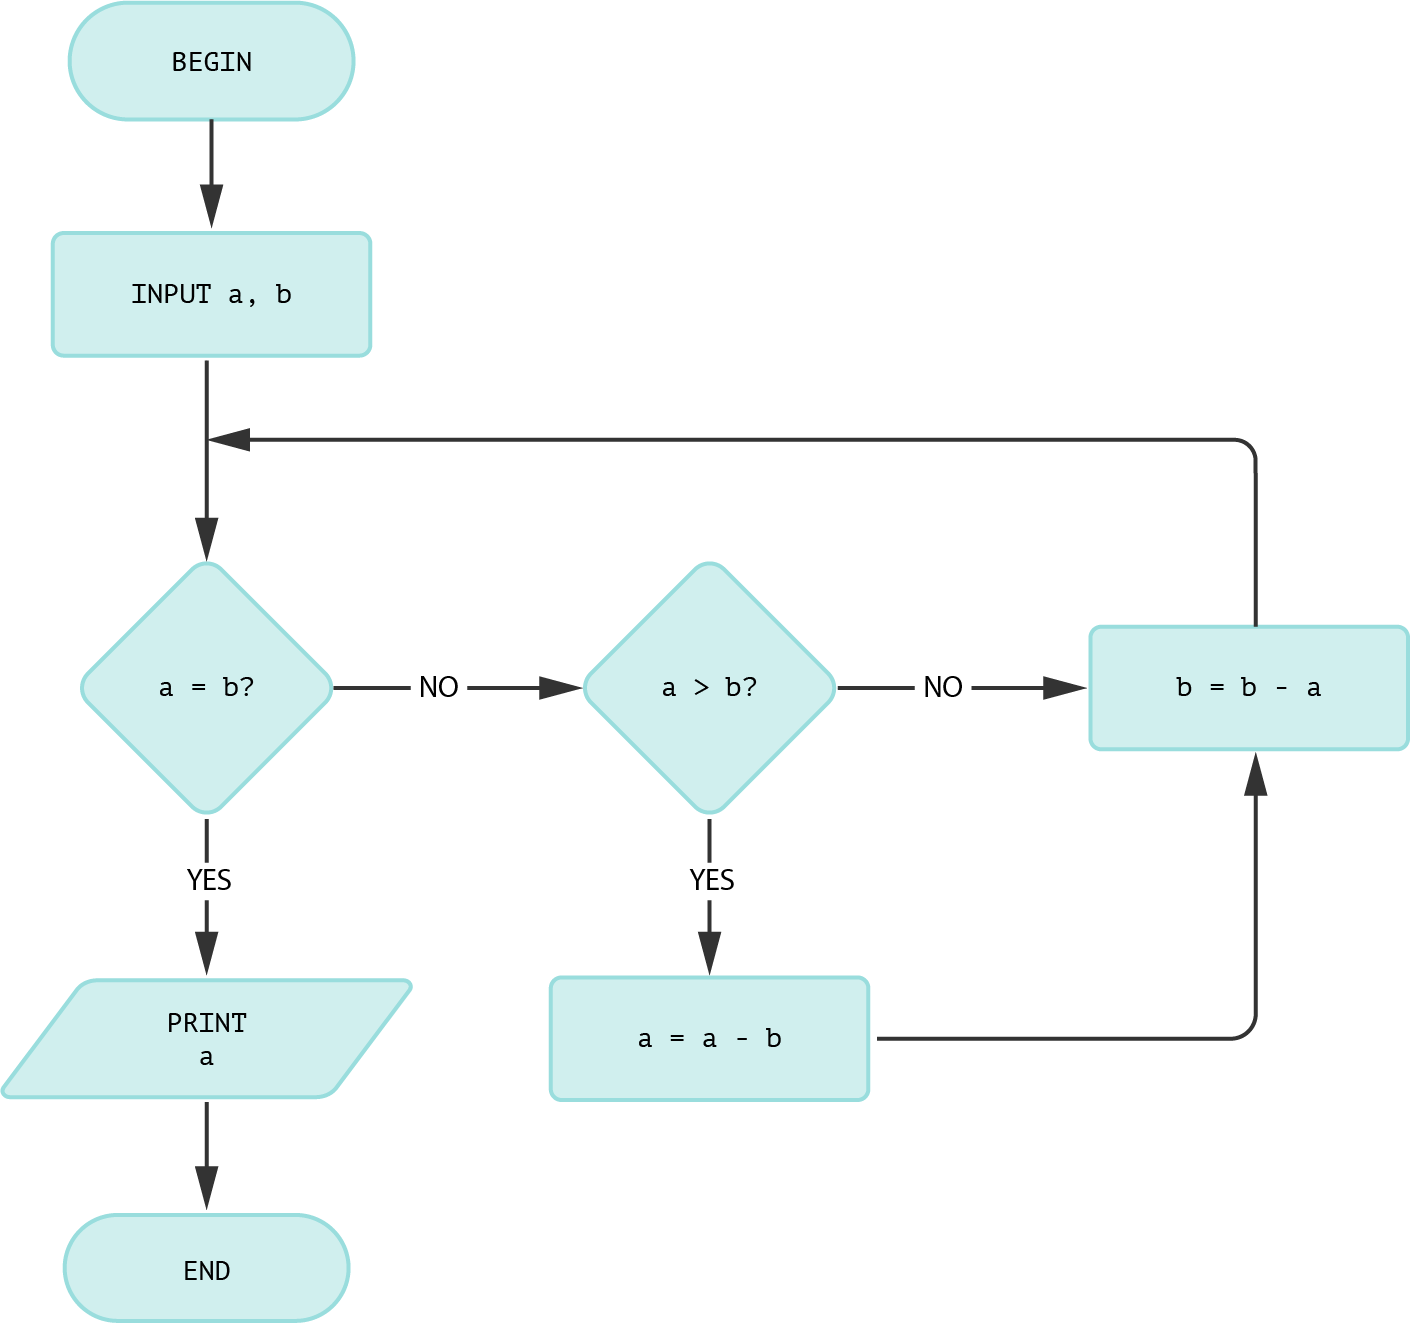 BEGIN
INPUT a, b
a = b?
NO
a > b?
NO
b = b - a
YES
YES
PRINT
a
a = a - b
END